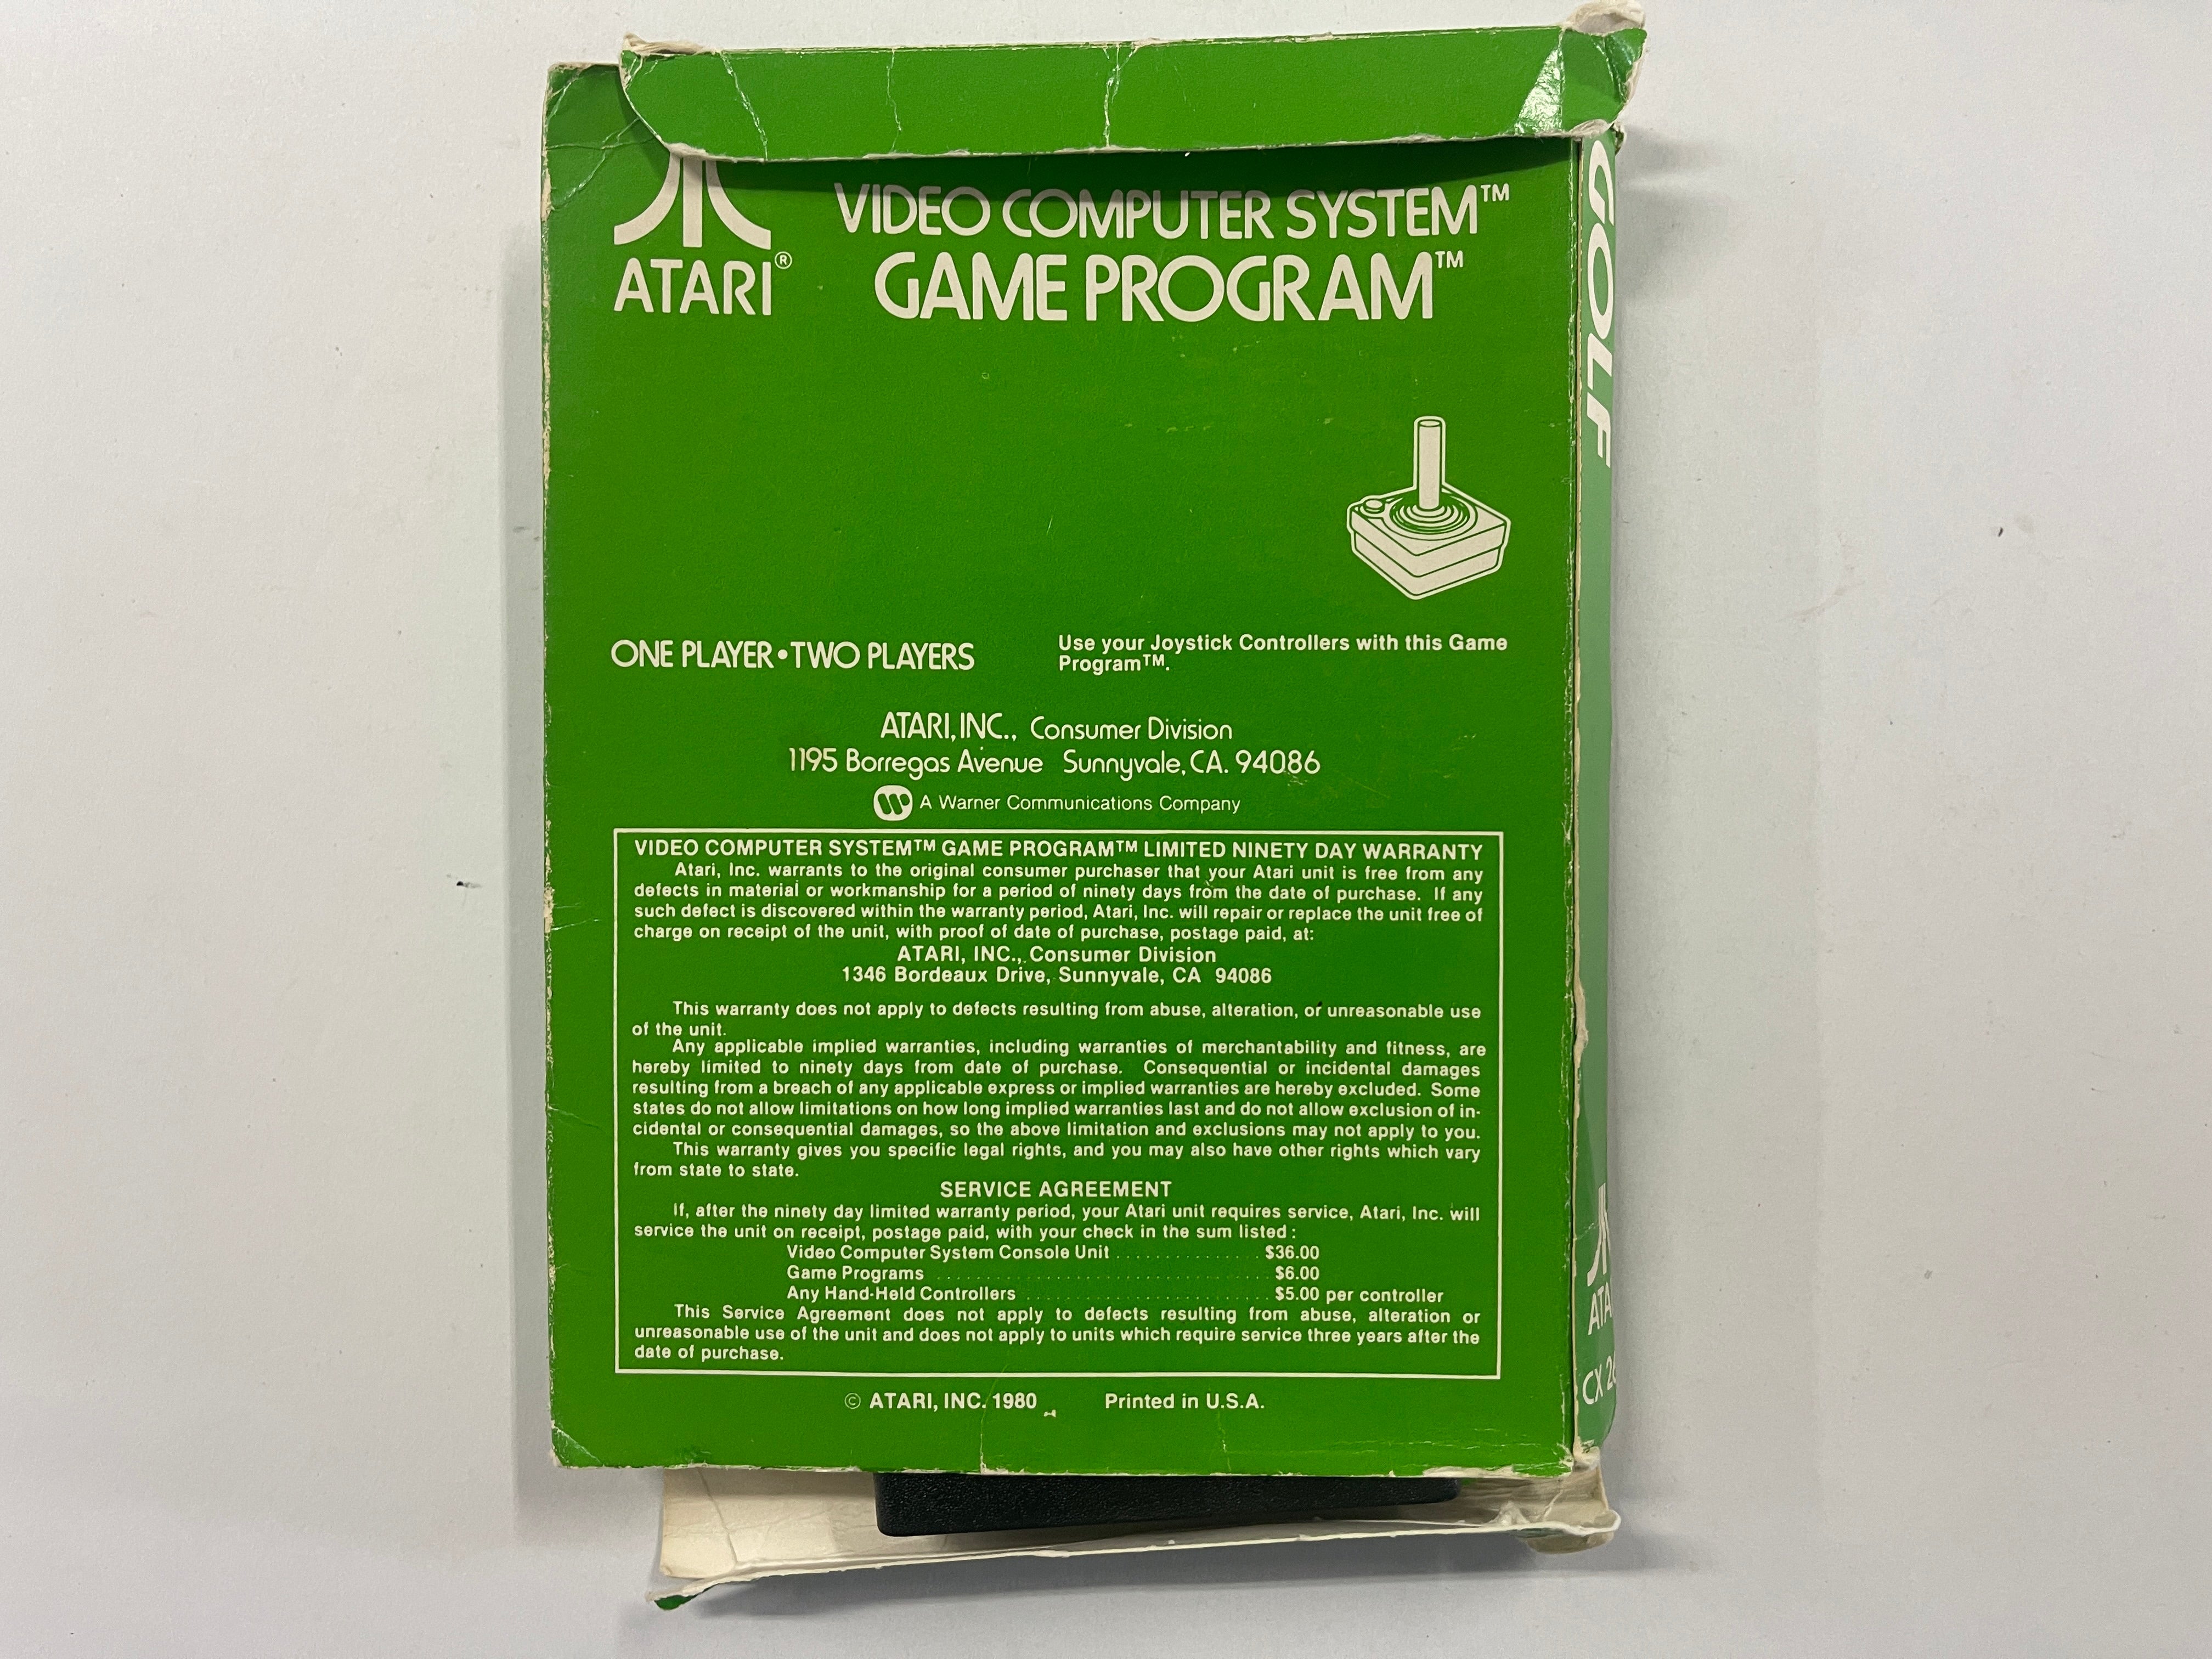 VIDEO COMPUTER SYSTEM™
GAME PROGRAM™
ATARI®
ONE PLAYER•TWO PLAYERS
Use your Joystick Controllers with this Game
Program™.
ATARI, INC., Consumer Division
1195 Borregas Avenue Sunnyvale, CA. 94086
A Warner Communications Company
VIDEO COMPUTER SYSTEM™ GAME PROGRAM™ LIMITED NINETY DAY WARRANTY
Atari, Inc. warrants to the original consumer purchaser that your Atari unit is free from any
defects in material or workmanship for a period of ninety days from the date of purchase. If any
such defect is discovered within the warranty period, Atari, Inc. will repair or replace the unit free of
charge on receipt of the unit, with proof of date of purchase, postage paid, at:
ATARI, INC., Consumer Division
1346 Bordeaux Drive, Sunnyvale, CA 94086
This warranty does not apply to defects resulting from abuse, alteration, or unreasonable use
of the unit.
Any applicable implied warranties, including warranties of merchantability and fitness, are
hereby limited to ninety days from date of purchase. Consequential or incidental damages
resulting from a breach of any applicable express or implied warranties are hereby excluded. Some
states do not allow limitations on how long implied warranties last and do not allow exclusion of in-
cidental or consequential damages, so the above limitation and exclusions may not apply to you.
This warranty gives you specific legal rights, and you may also have other rights which vary
from state to state.
SERVICE AGREEMENT
If, after the ninety day limited warranty period, your Atari unit requires service, Atari, Inc. will
service the unit on receipt, postage paid, with your check in the sum listed :
Video Computer System Console Unit .............. $36.00
Game Programs .................................. $6.00
Any Hand-Held Controllers ......................... $5.00 per controller
This Service Agreement does not apply to defects resulting from abuse, alteration or
unreasonable use of the unit and does not apply to units which require service three years after the
date of purchase.
© ATARI, INC. 1980 Printed in U.S.A.
GOLF
CX